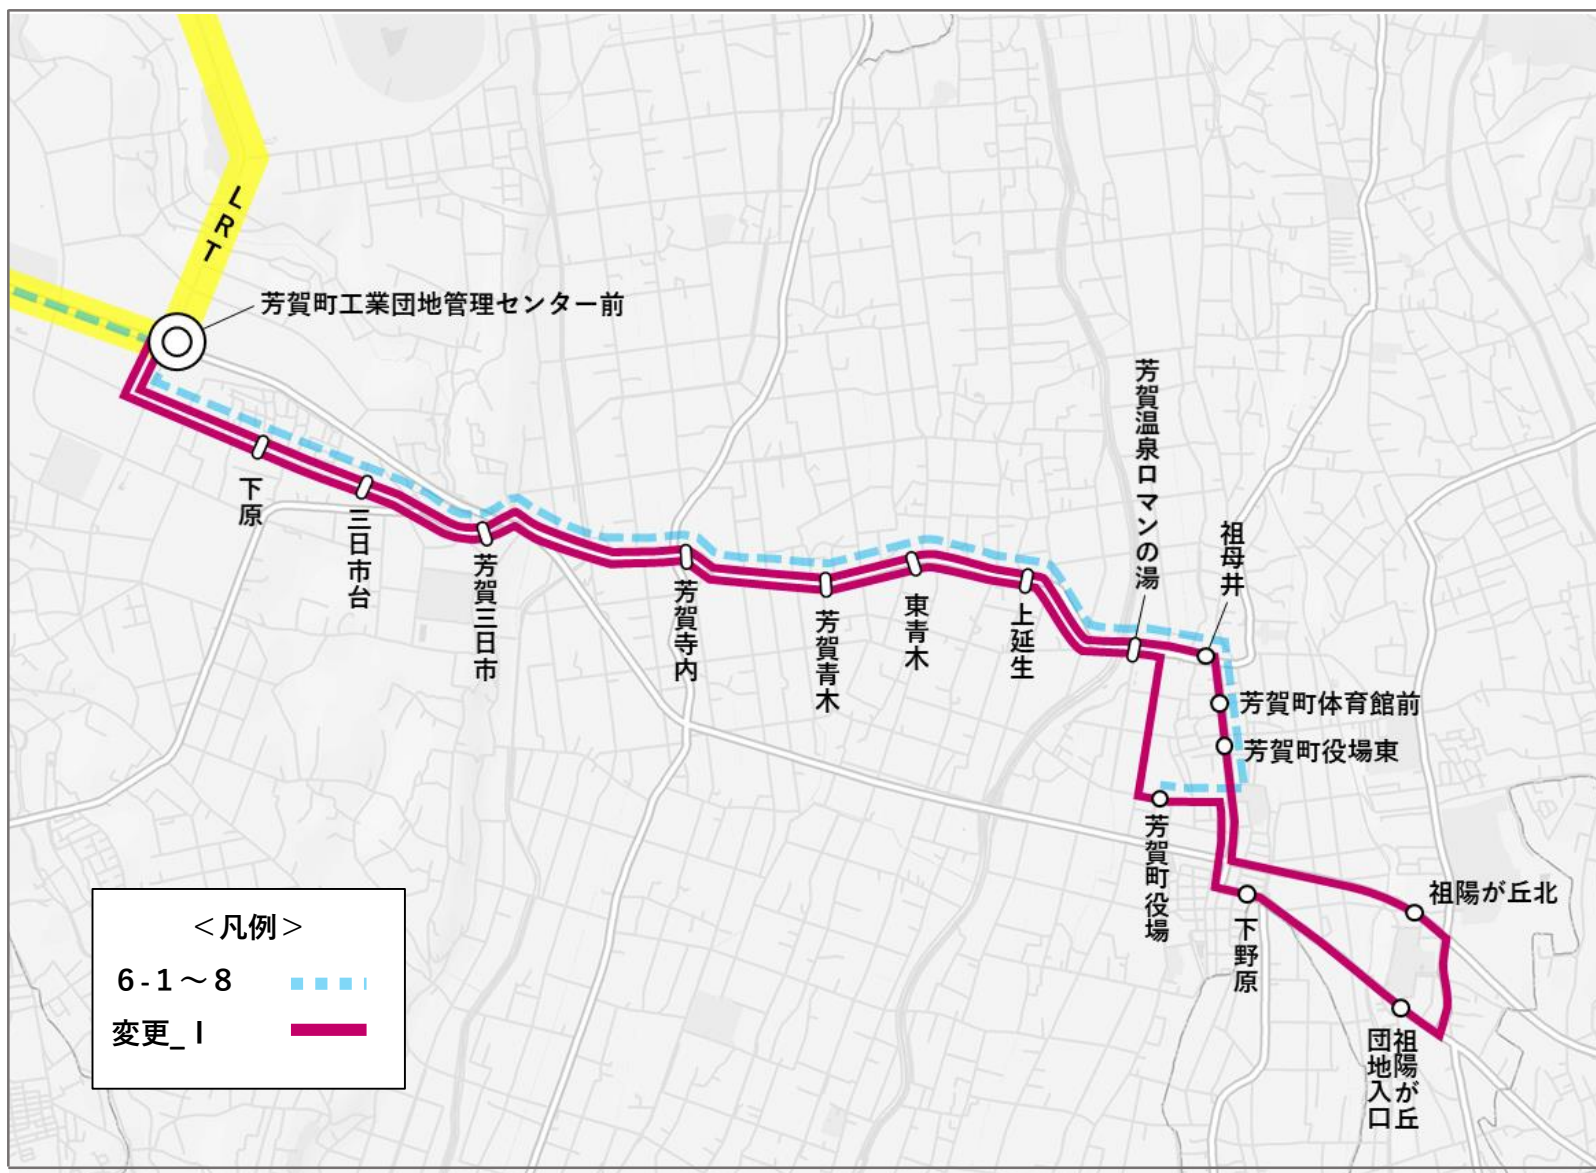 LRT
芳賀町工業団地管理センター前
下原
三日市台
芳賀三日市
芳賀寺内
芳賀青木
東青木
上延生
芳賀温泉ロマンの湯
祖母井
芳賀町体育館前
芳賀町役場東
芳賀町役場
下野原
祖陽が丘北
祖陽が丘
団地入口
＜凡例＞
6-1～8
変更_I